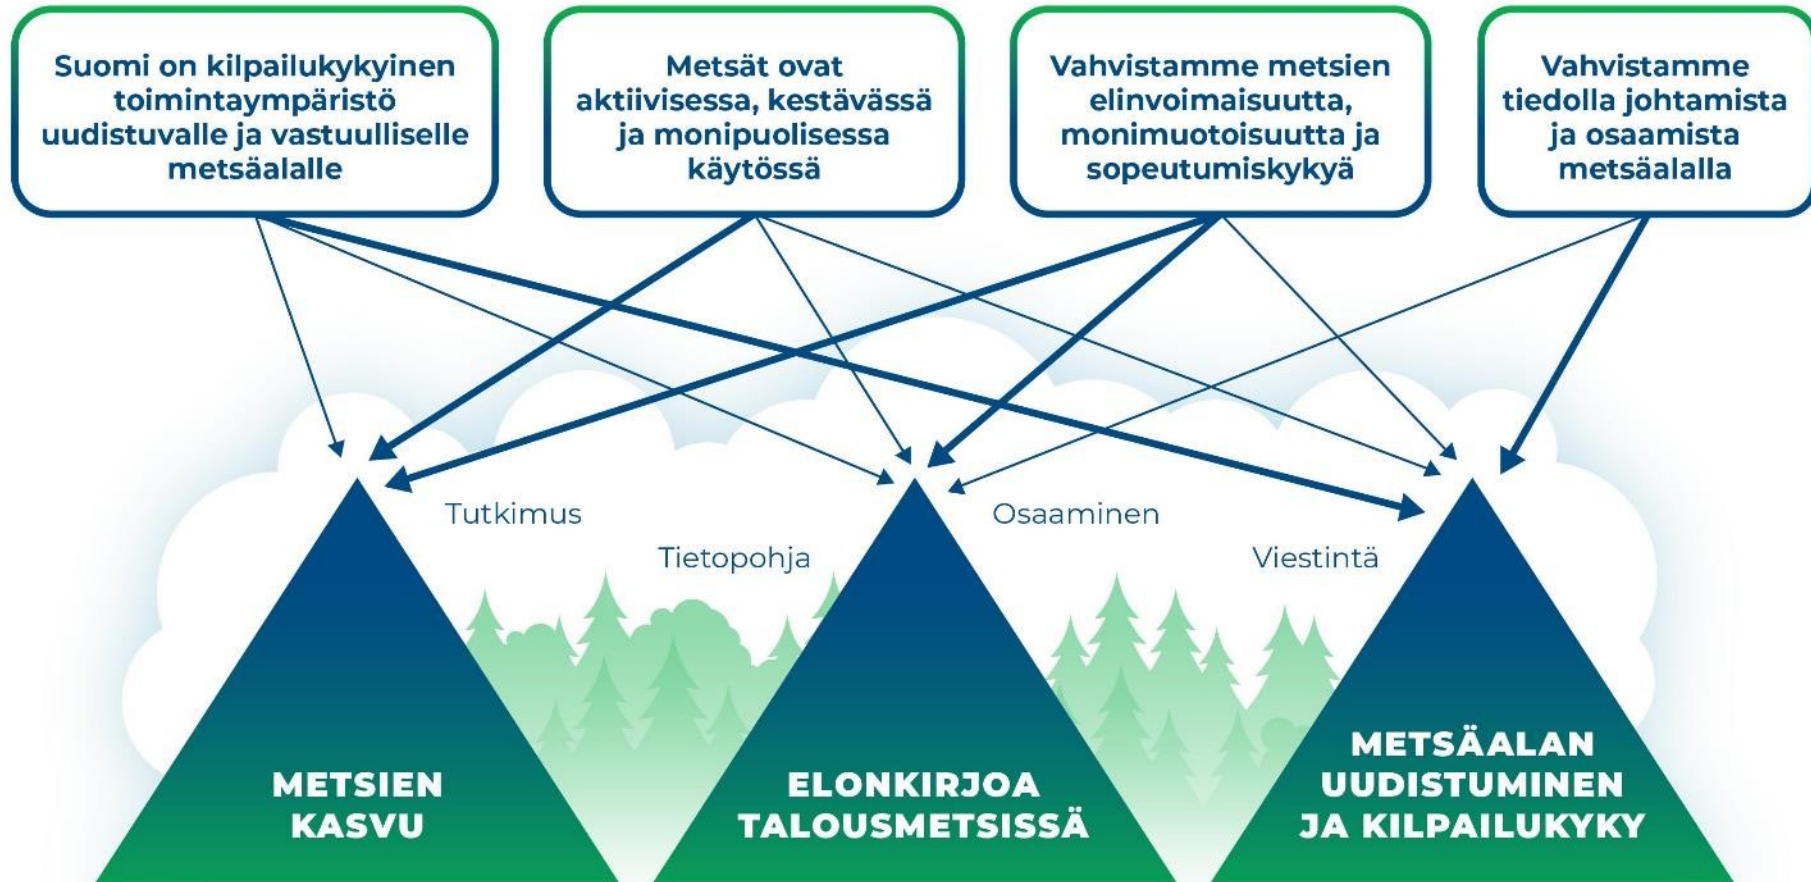 Suomi on kilpailukykyinen
toimintaympäristö
uudistuvalle ja vastuulliselle
metsäalalle
Metsät ovat
aktiivisessa, kestävässä
ja monipuolisessa
käytössä
Vahvistamme metsien
elinvoimaisuutta,
monimuotoisuutta ja
sopeutumiskykyä
Vahvistamme
tiedolla johtamista
ja osaamista
metsäalalla
Tutkimus
Tietopohja
Osaaminen
Viestintä
METSIEN
KASVU
ELONKIRJOA
TALOUSMETSISSÄ
METSÄALAN
UUDISTUMINEN
JA KILPAILUKYKY